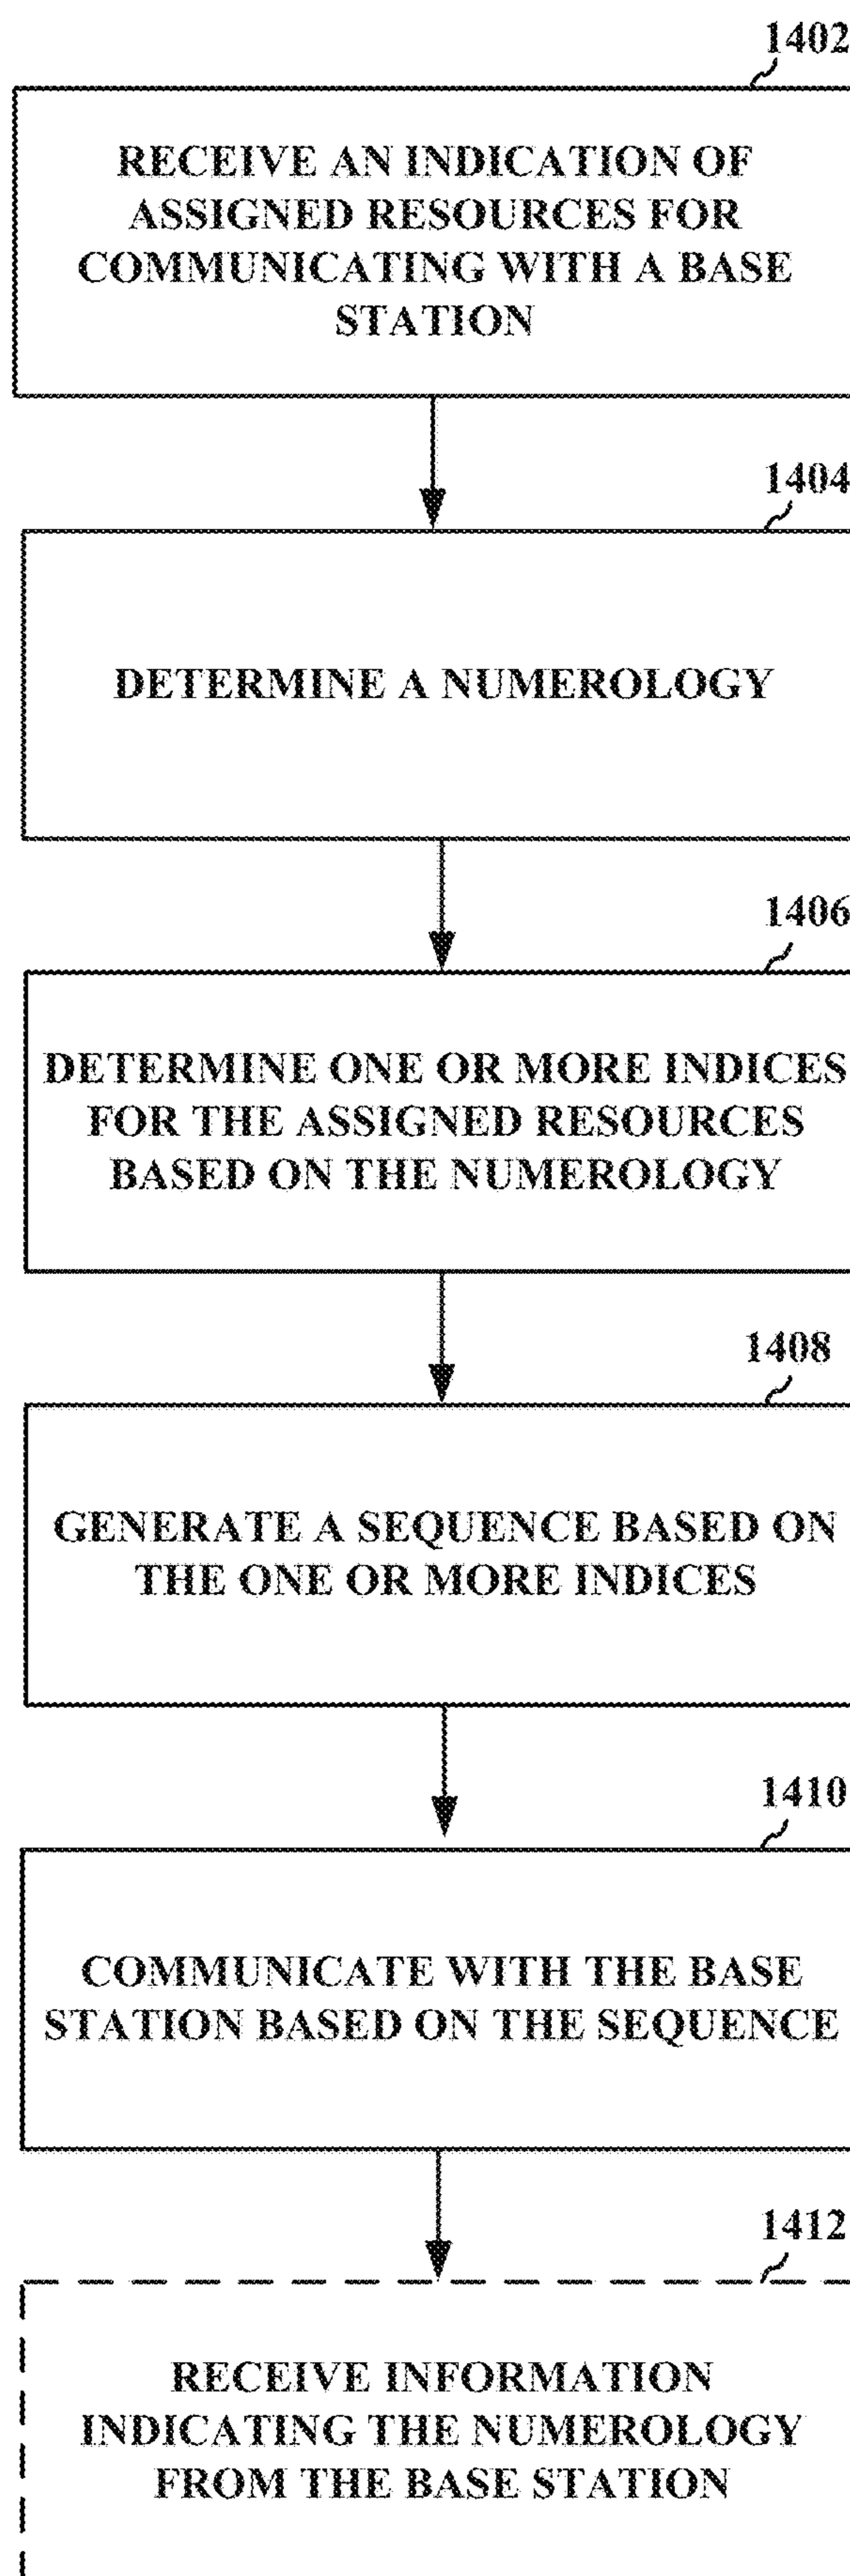 1402
RECEIVE AN INDICATION OF
ASSIGNED RESOURCES FOR
COMMUNICATING WITH A BASE
STATION
1404
DETERMINE A NUMEROLOGY
1406
DETERMINE ONE OR MORE INDICES
FOR THE ASSIGNED RESOURCES
BASED ON THE NUMEROLOGY
1408
GENERATE A SEQUENCE BASED ON
THE ONE OR MORE INDICES
1410
COMMUNICATE WITH THE BASE
STATION BASED ON THE SEQUENCE
1412
RECEIVE INFORMATION
INDICATING THE NUMEROLOGY
FROM THE BASE STATION